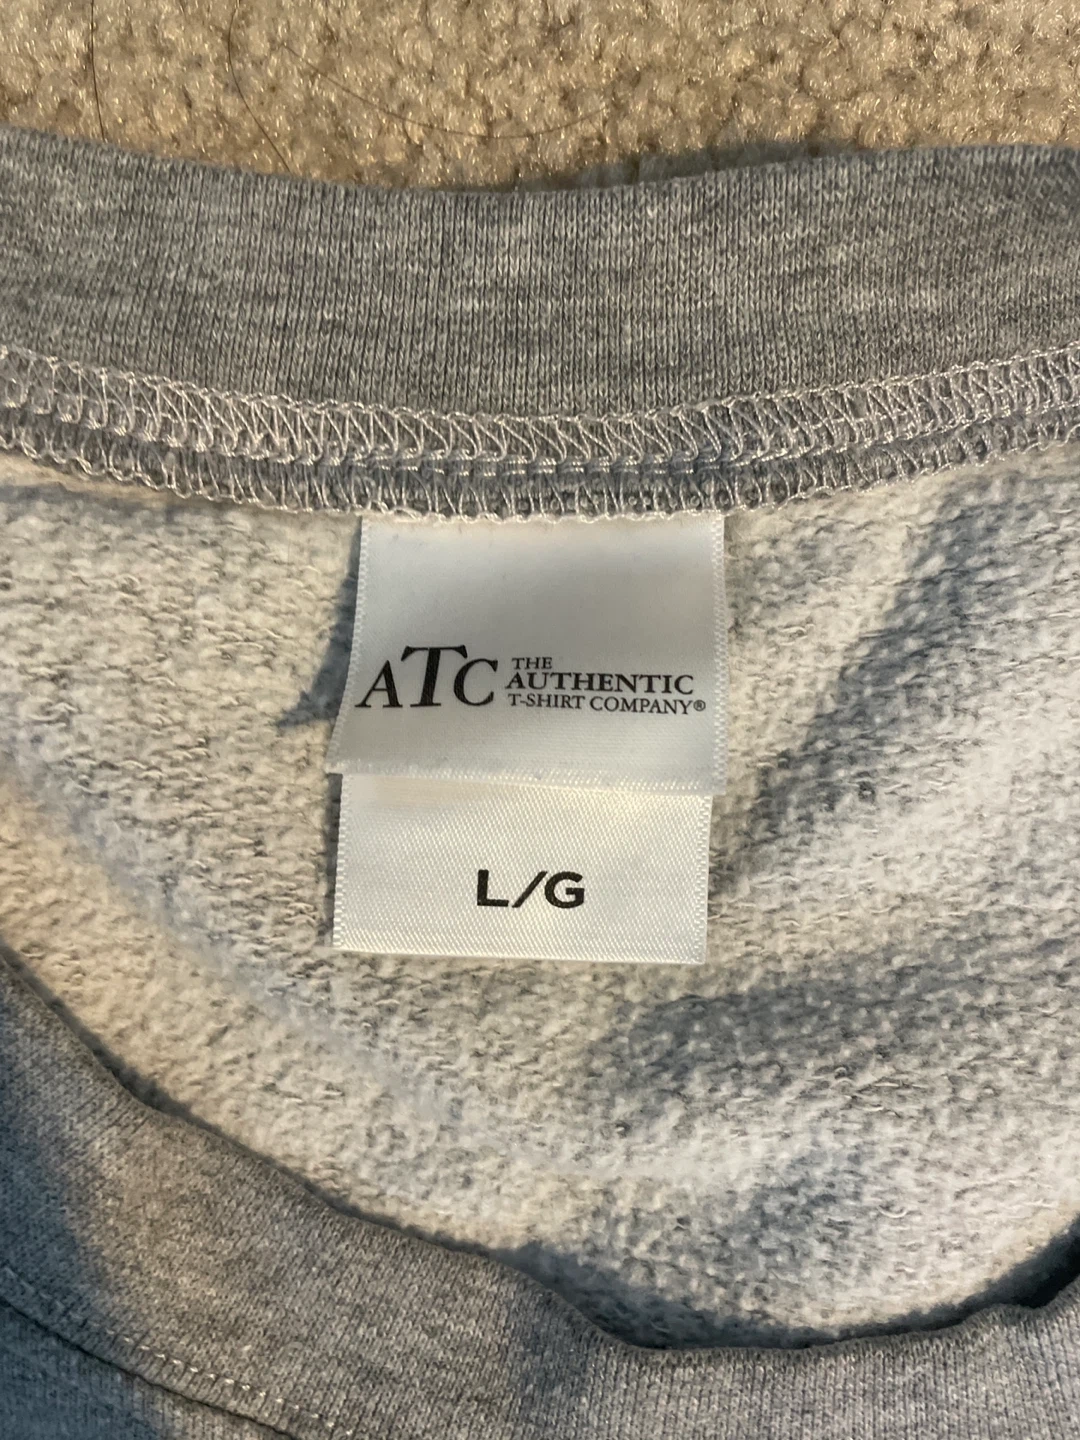 ATC THE
AUTHENTIC
T-SHIRT COMPANY®
L/G